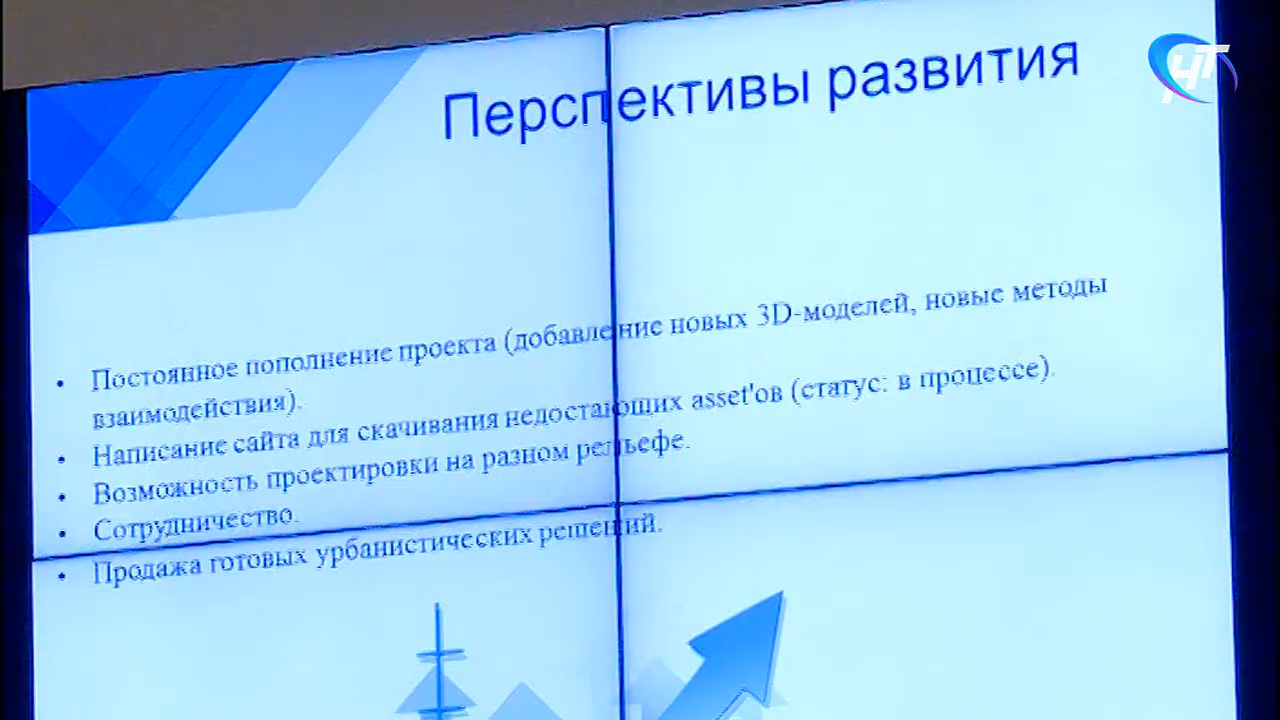 Перспективы развития
НТ
• Постоянное пополнение проекта (добавление новых 3D-моделей, новые методы
взаимодействия).
• Написание сайта для скачивания недостающих asset'ов (статус: в процессе).
• Возможность проектировки на разном рельефе.
• Сотрудничество.
• Продажа готовых урбанистических решений.